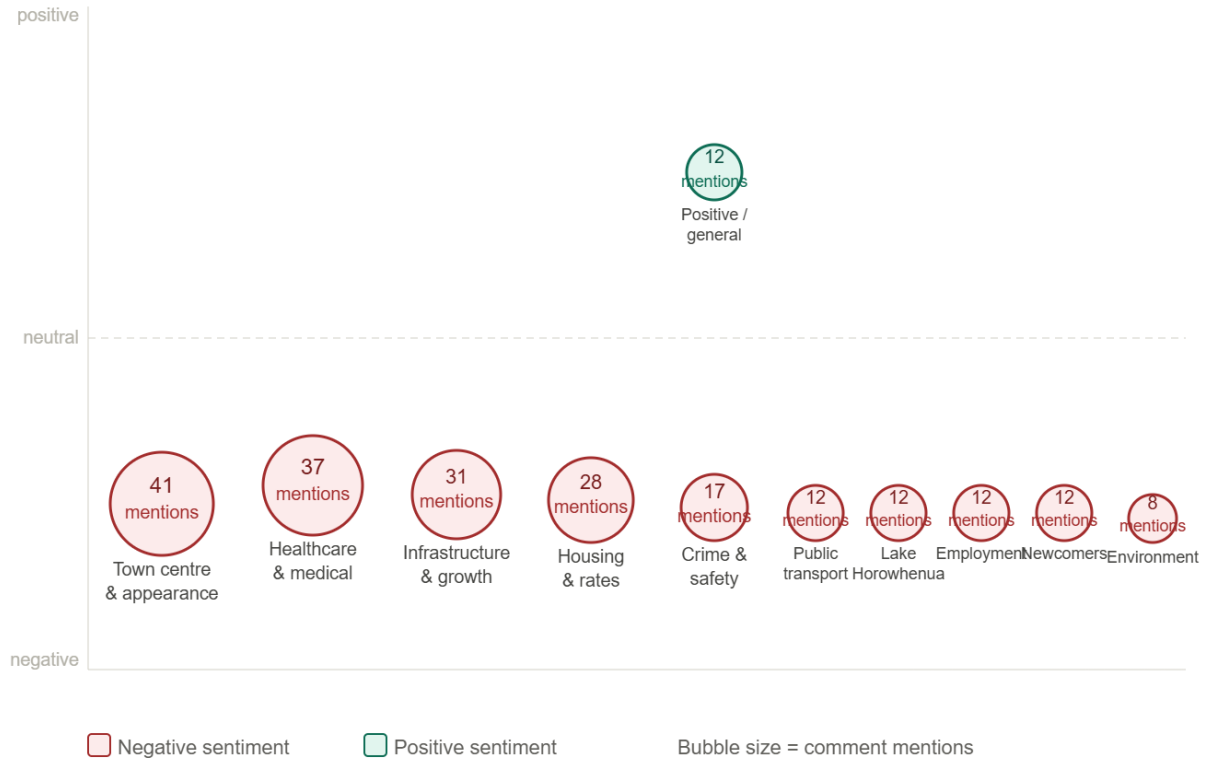 positive
12
mentions
Positive /
general
neutral
41
mentions
Town centre
& appearance
37
mentions
Healthcare
& medical
31
mentions
Infrastructure
& growth
28
mentions
Housing
& rates
17
mentions
Crime &
safety
12
mentions
Public
transport
12
mentions
Lake
Horowhenua
12
mentions
Employment
12
mentions
Newcomers
8
mentions
Environment
negative
Negative sentiment
Positive sentiment
Bubble size = comment mentions